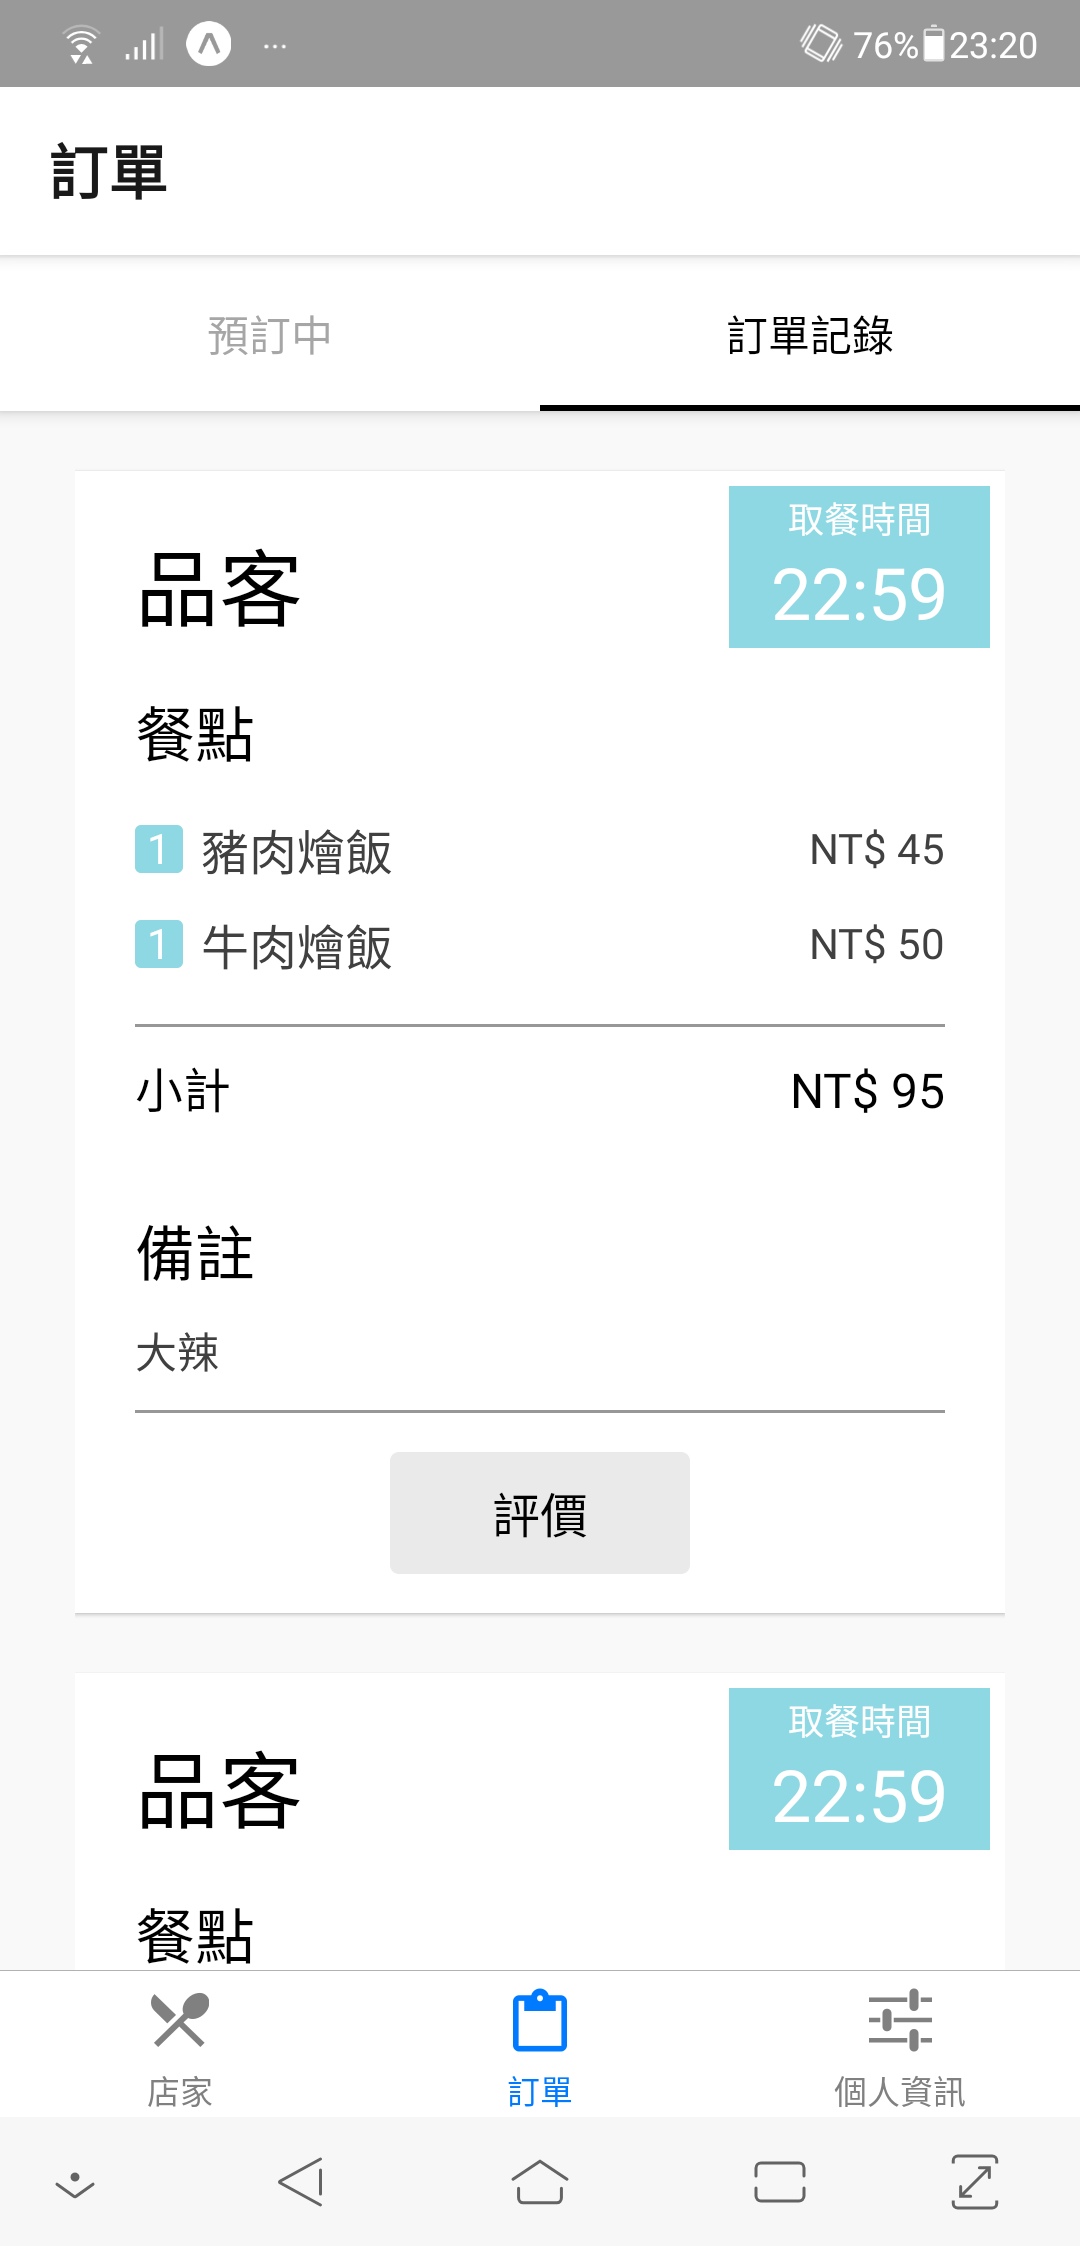 76% 23:20
訂單
預訂中 訂單記錄
取餐時間
品客 22:59
餐點
1 豬肉燴飯 NT$ 45
1 牛肉燴飯 NT$ 50
小計 NT$ 95
備註
大辣
評價
取餐時間
品客 22:59
餐點
店家 訂單 個人資訊